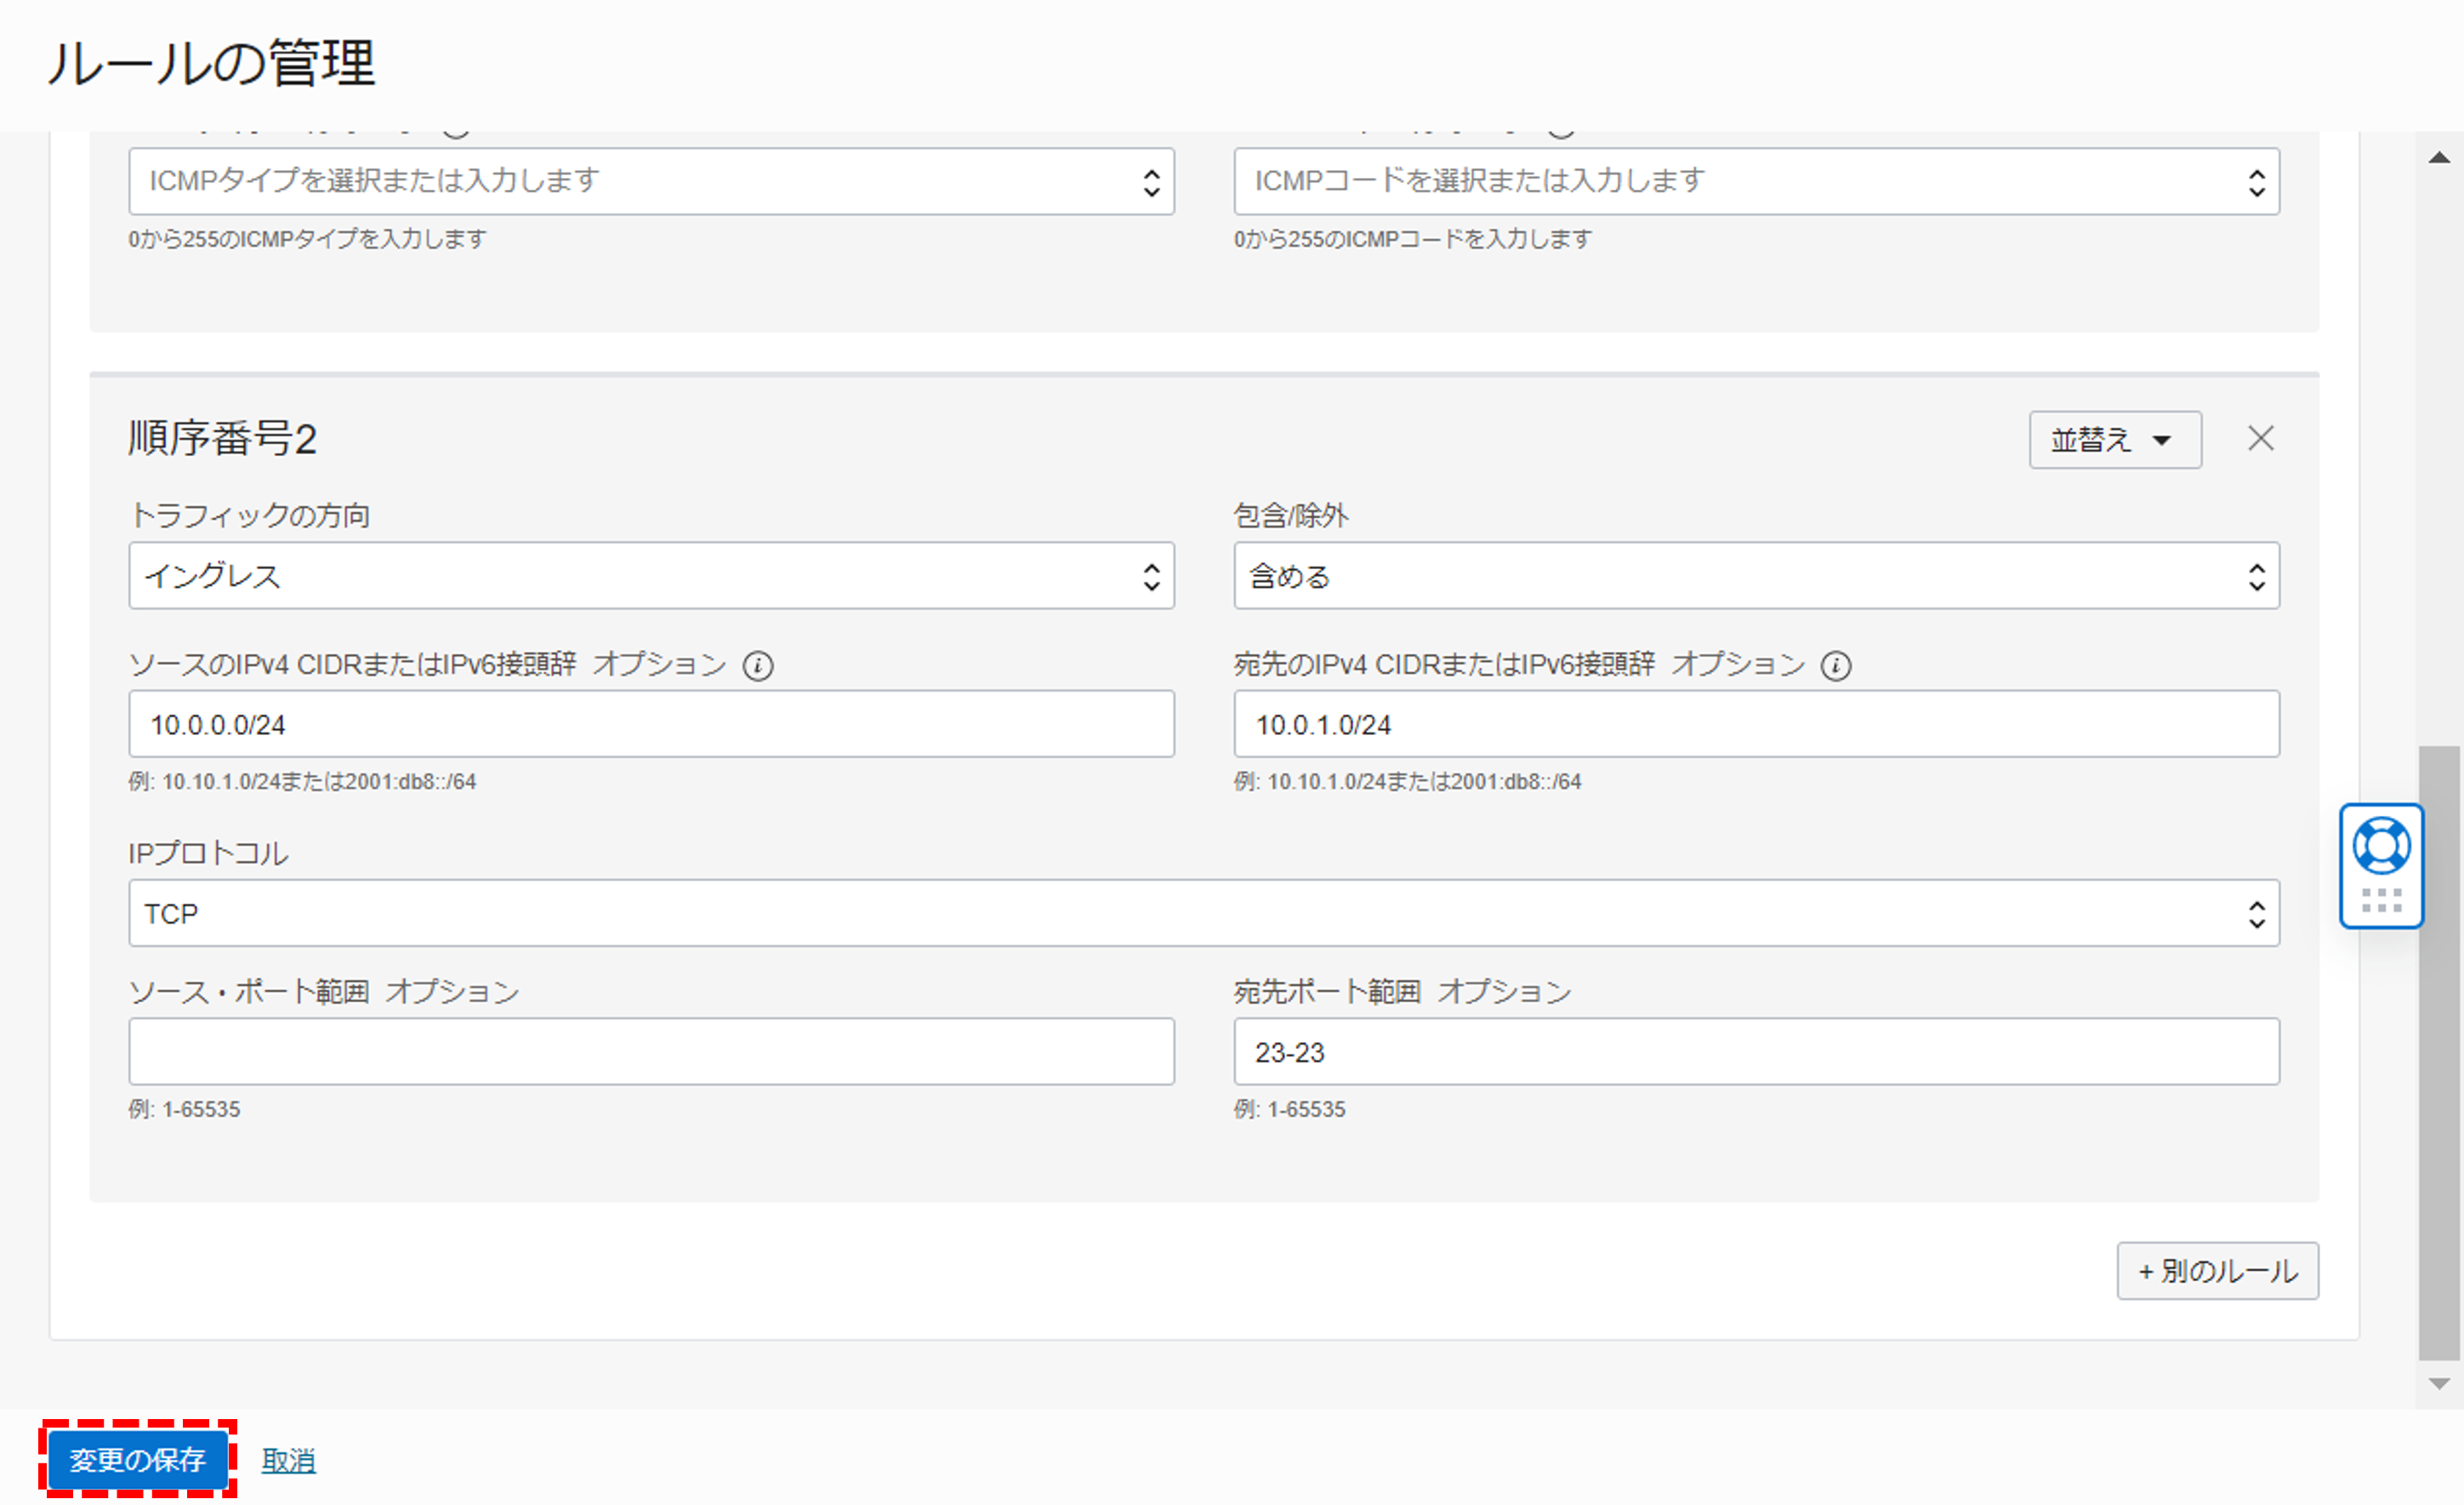 ルールの管理
ICMPタイプを選択または入力します
ICMPコードを選択または入力します
0から255のICMPタイプを入力します
0から255のICMPコードを入力します
順序番号2
並替え
トラフィックの方向
包含/除外
イングレス
含める
ソースのIPv4 CIDRまたはIPv6接頭辞 オプション
宛先のIPv4 CIDRまたはIPv6接頭辞 オプション
10.0.0.0/24
10.0.1.0/24
例: 10.10.1.0/24または2001:db8::/64
例: 10.10.1.0/24または2001:db8::/64
IPプロトコル
TCP
ソース・ポート範囲 オプション
宛先ポート範囲 オプション
23-23
例: 1-65535
例: 1-65535
+ 別のルール
変更の保存
取消